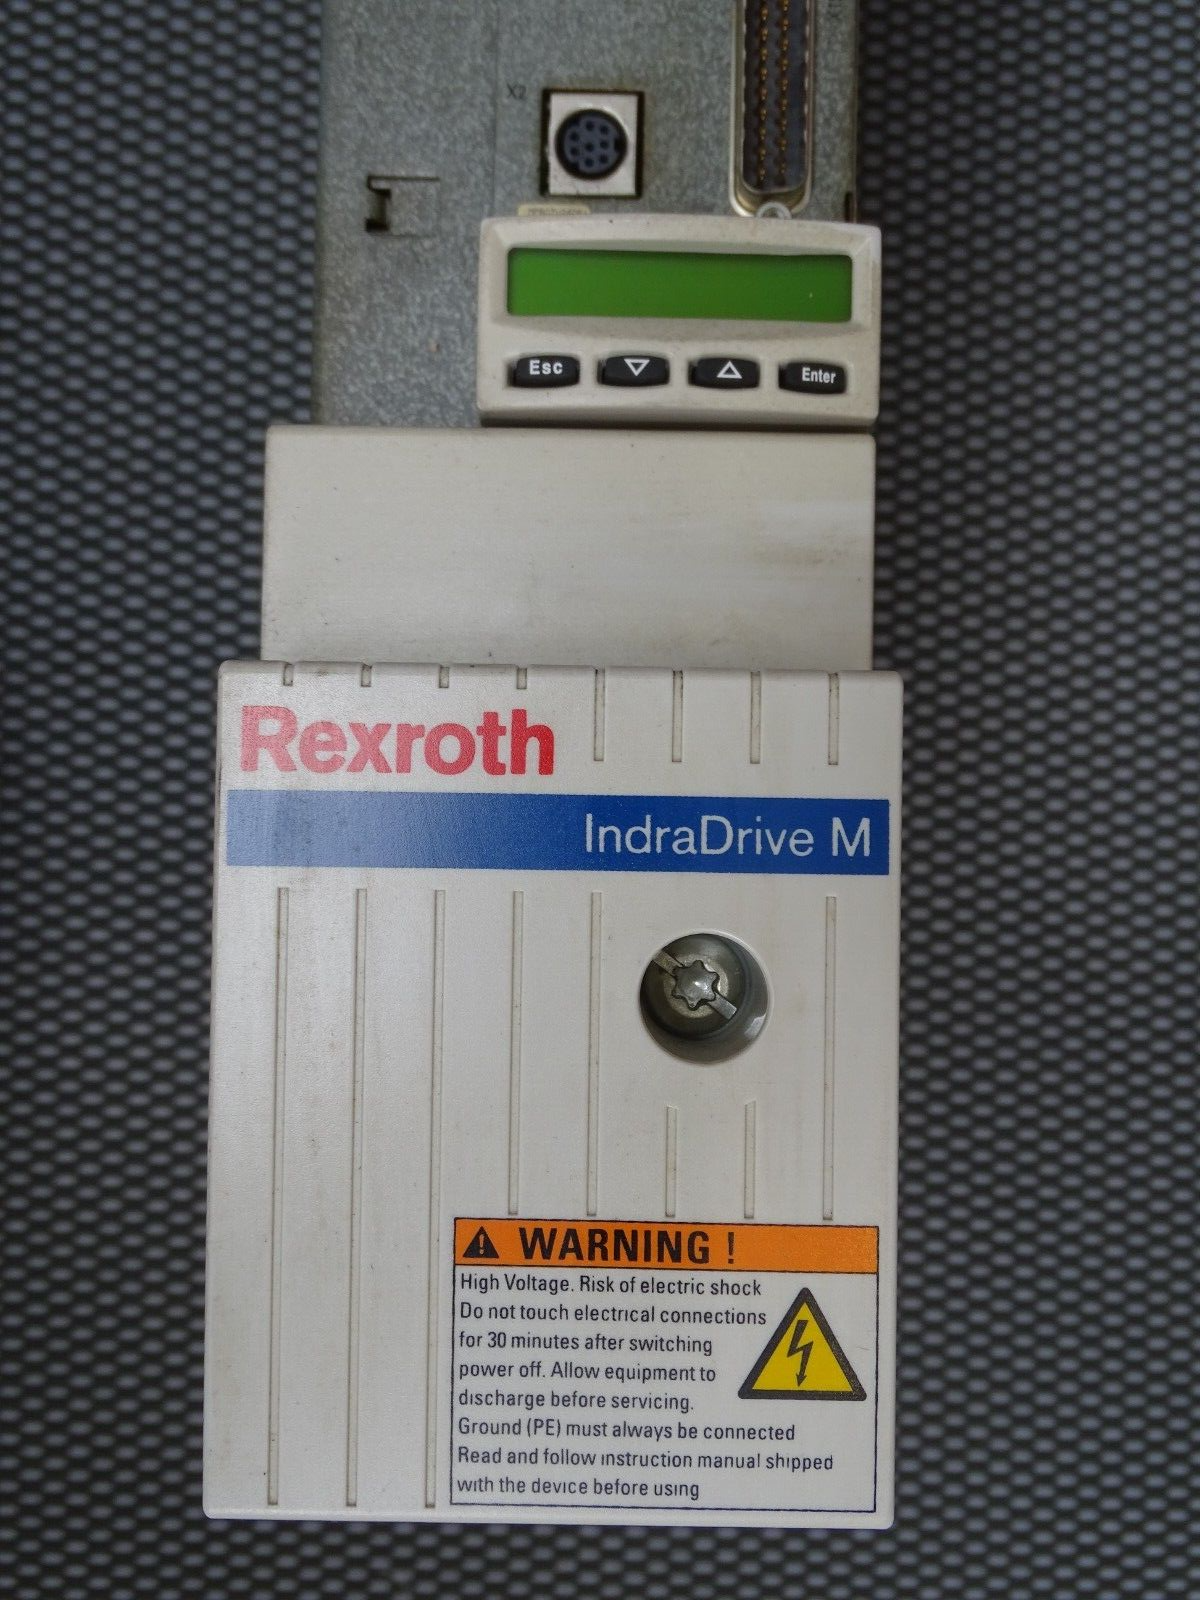 X2
Esc
Enter
Rexroth
IndraDrive M
WARNING !
High Voltage. Risk of electric shock
Do not touch electrical connections
for 30 minutes after switching
power off. Allow equipment to
discharge before servicing.
Ground (PE) must always be connected
Read and follow instruction manual shipped
with the device before using